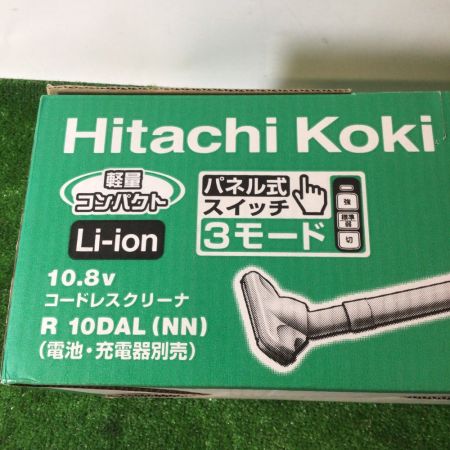 Hitachi Koki
軽量
コンパクト
パネル式
スイッチ
3モード
強
標準
弱
切
Li-ion
10.8v
コードレスクリーナ
R 10DAL (NN)
(電池・充電器別売)